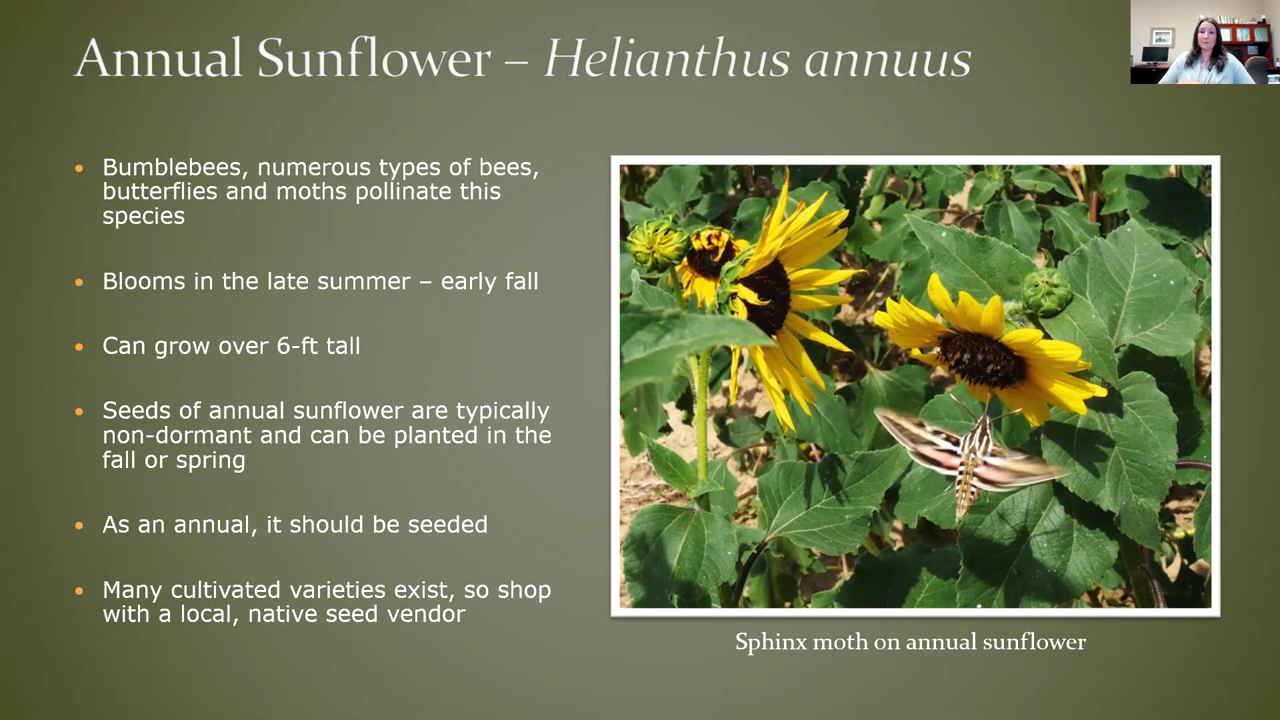 Annual Sunflower – Helianthus annuus
Bumblebees, numerous types of bees,
butterflies and moths pollinate this
species
Blooms in the late summer – early fall
Can grow over 6-ft tall
Seeds of annual sunflower are typically
non-dormant and can be planted in the
fall or spring
As an annual, it should be seeded
Many cultivated varieties exist, so shop
with a local, native seed vendor
Sphinx moth on annual sunflower